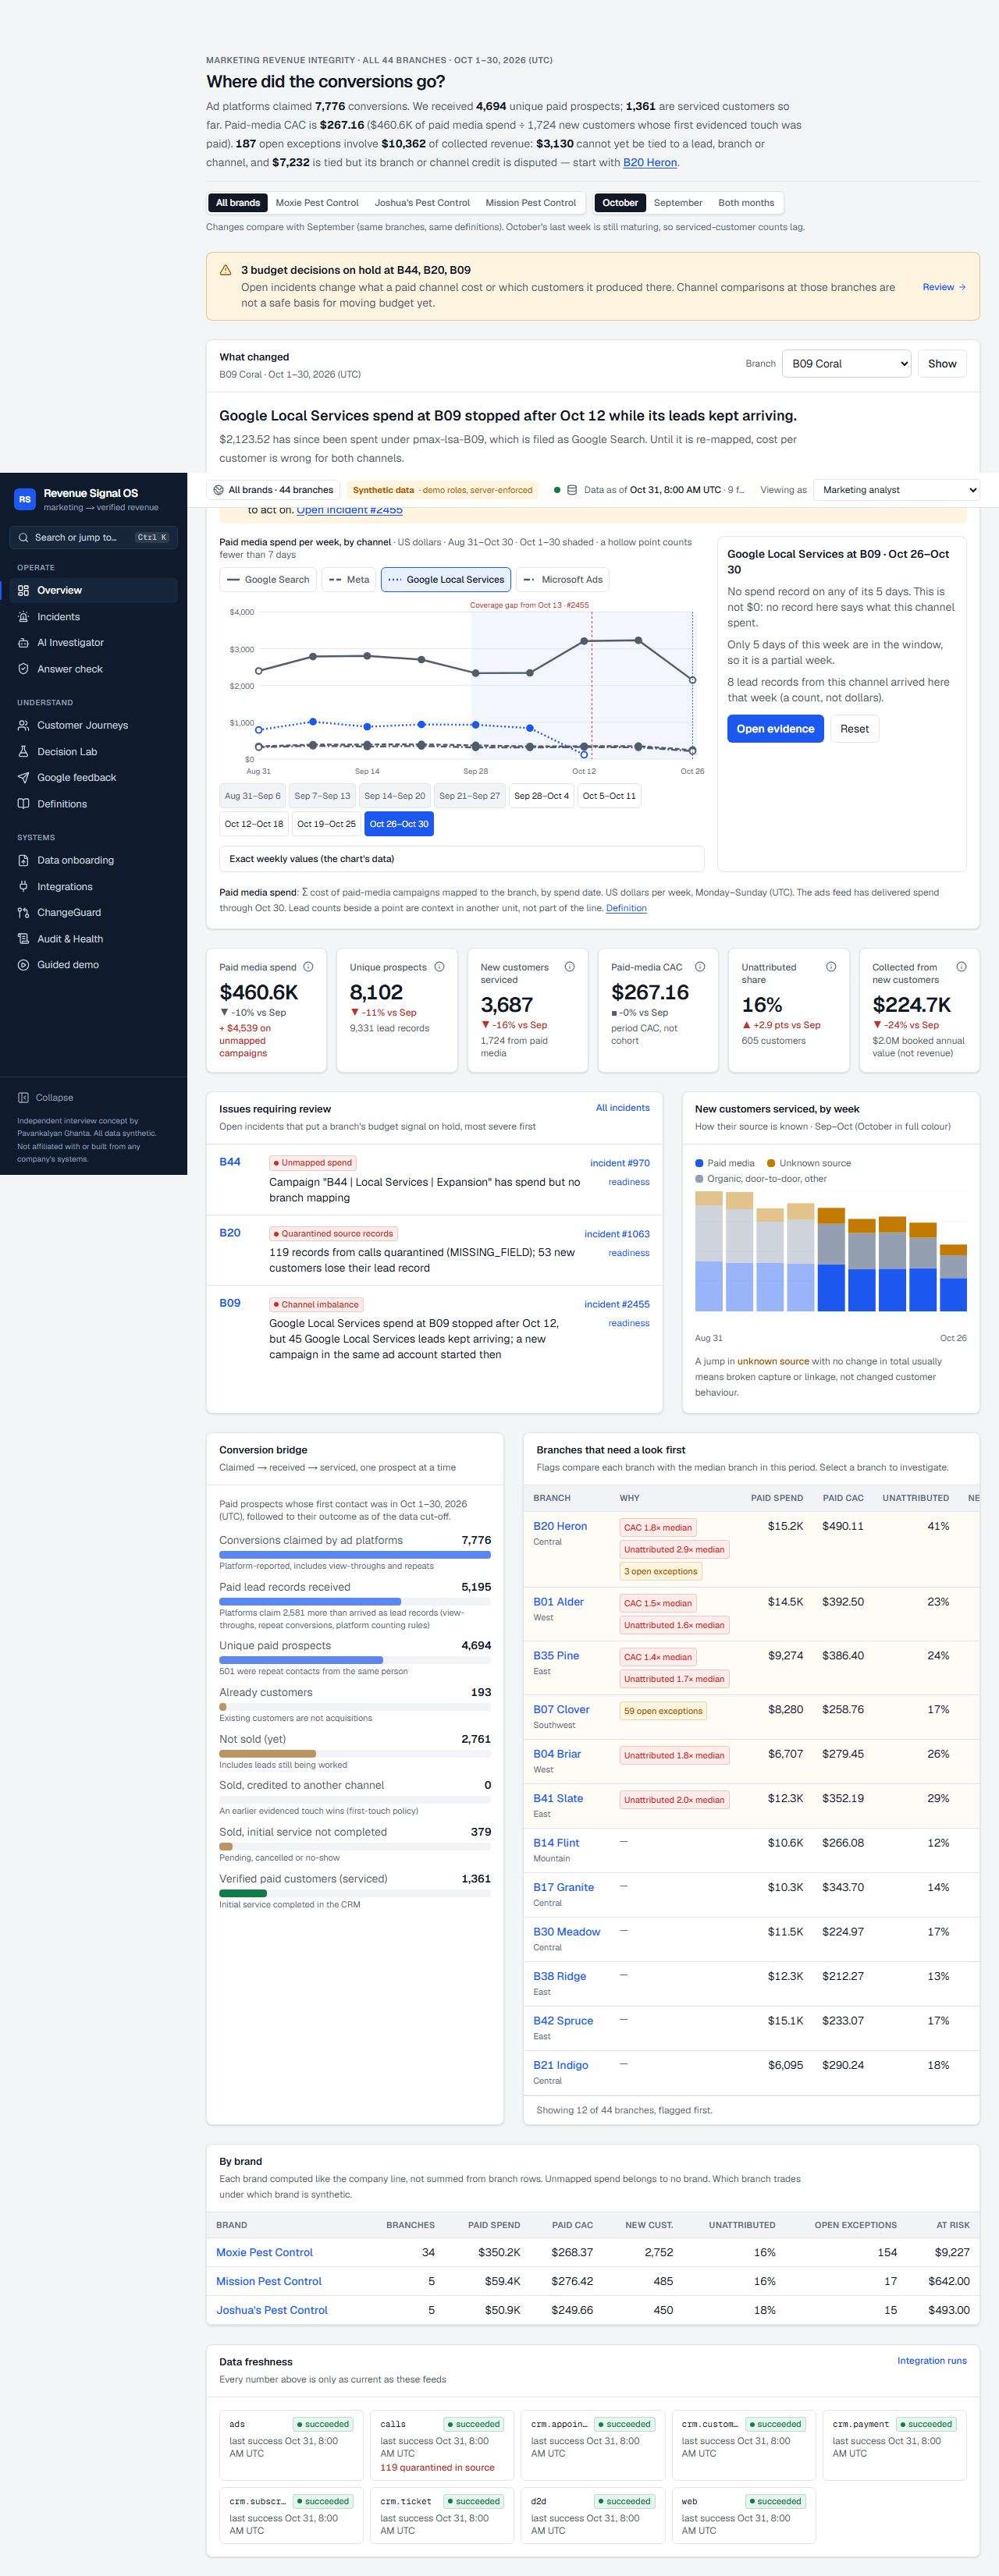 MARKETING REVENUE INTEGRITY · ALL 44 BRANCHES · OCT 1–30, 2026 (UTC)
Where did the conversions go?
Ad platforms claimed 7,776 conversions. We received 4,694 unique paid prospects; 1,361 are serviced customers so
far. Paid-media CAC is $267.16 ($460.6K of paid media spend ÷ 1,724 new customers whose first evidenced touch was
paid). 187 open exceptions involve $10,362 of collected revenue: $3,130 cannot yet be tied to a lead, branch or
channel, and $7,232 is tied but its branch or channel credit is disputed — start with B20 Heron.
All brands Moxie Pest Control Joshua's Pest Control Mission Pest Control October September Both months
Changes compare with September (same branches, same definitions). October's last week is still maturing, so serviced-customer counts lag.
3 budget decisions on hold at B44, B20, B09
Open incidents change what a paid channel cost or which customers it produced there. Channel comparisons at those branches are
not a safe basis for moving budget yet.
Review →
What changed
B09 Coral · Oct 1–30, 2026 (UTC)
Branch B09 Coral Show
Google Local Services spend at B09 stopped after Oct 12 while its leads kept arriving.
$2,123.52 has since been spent under pmax-lsa-B09, which is filed as Google Search. Until it is re-mapped, cost per
customer is wrong for both channels.
RS
Revenue Signal OS
marketing → verified revenue
Search or jump to... Ctrl K
OPERATE
Overview
Incidents
AI Investigator
Answer check
UNDERSTAND
Customer Journeys
Decision Lab
Google feedback
Definitions
SYSTEMS
Data onboarding
Integrations
ChangeGuard
Audit & Health
Guided demo
Collapse
Independent interview concept by
Pavankalyan Ghanta. All data synthetic.
Not affiliated with or built from any
company's systems.
All brands · 44 branches Synthetic data · demo roles, server-enforced Data as of Oct 31, 8:00 AM UTC · 9 f... Viewing as Marketing analyst
to act on. Open incident #2455
Paid media spend per week, by channel · US dollars · Aug 31–Oct 30 · Oct 1–30 shaded · a hollow point counts
fewer than 7 days
Google Search Meta Google Local Services Microsoft Ads
Coverage gap from Oct 13 · #2455
$4,000
$3,000
$2,000
$1,000
$0
Aug 31 Sep 14 Sep 28 Oct 12 Oct 26
Aug 31–Sep 6 Sep 7–Sep 13 Sep 14–Sep 20 Sep 21–Sep 27 Sep 28–Oct 4 Oct 5–Oct 11
Oct 12–Oct 18 Oct 19–Oct 25 Oct 26–Oct 30
Exact weekly values (the chart's data)
Google Local Services at B09 · Oct 26–Oct
30
No spend record on any of its 5 days. This is
not $0: no record here says what this channel
spent.
Only 5 days of this week are in the window,
so it is a partial week.
8 lead records from this channel arrived here
that week (a count, not dollars).
Open evidence Reset
Paid media spend: Σ cost of paid-media campaigns mapped to the branch, by spend date. US dollars per week, Monday–Sunday (UTC). The ads feed has delivered spend
through Oct 30. Lead counts beside a point are context in another unit, not part of the line. Definition
Paid media spend
$460.6K
▼ -10% vs Sep
+ $4,539 on
unmapped
campaigns
Unique prospects
8,102
▼ -11% vs Sep
9,331 lead records
New customers
serviced
3,687
▼ -16% vs Sep
1,724 from paid
media
Paid-media CAC
$267.16
■ -0% vs Sep
period CAC, not
cohort
Unattributed
share
16%
▲ +2.9 pts vs Sep
605 customers
Collected from
new customers
$224.7K
▼ -24% vs Sep
$2.0M booked annual
value (not revenue)
Issues requiring review
Open incidents that put a branch's budget signal on hold, most severe first
All incidents
B44 Unmapped spend incident #970
Campaign "B44 | Local Services | Expansion" has spend but no readiness
branch mapping
B20 Quarantined source records incident #1063
119 records from calls quarantined (MISSING_FIELD); 53 new readiness
customers lose their lead record
B09 Channel imbalance incident #2455
Google Local Services spend at B09 stopped after Oct 12, readiness
but 45 Google Local Services leads kept arriving; a new
campaign in the same ad account started then
New customers serviced, by week
How their source is known · Sep–Oct (October in full colour)
Paid media Unknown source
Organic, door-to-door, other
Aug 31 Oct 26
A jump in unknown source with no change in total usually
means broken capture or linkage, not changed customer
behaviour.
Conversion bridge
Claimed → received → serviced, one prospect at a time
Paid prospects whose first contact was in Oct 1–30, 2026
(UTC), followed to their outcome as of the data cut-off.
Conversions claimed by ad platforms 7,776
Platform-reported, includes view-throughs and repeats
Paid lead records received 5,195
Platforms claim 2,581 more than arrived as lead records (view-
throughs, repeat conversions, platform counting rules)
Unique paid prospects 4,694
501 were repeat contacts from the same person
Already customers 193
Existing customers are not acquisitions
Not sold (yet) 2,761
Includes leads still being worked
Sold, credited to another channel 0
An earlier evidenced touch wins (first-touch policy)
Sold, initial service not completed 379
Pending, cancelled or no-show
Verified paid customers (serviced) 1,361
Initial service completed in the CRM
Branches that need a look first
Flags compare each branch with the median branch in this period. Select a branch to investigate.
BRANCH WHY PAID SPEND PAID CAC UNATTRIBUTED NE
B20 Heron CAC 1.8× median $15.2K $490.11 41%
Central Unattributed 2.9× median
3 open exceptions
B01 Alder CAC 1.5× median $14.5K $392.50 23%
West Unattributed 1.6× median
B35 Pine CAC 1.4× median $9,274 $386.40 24%
East Unattributed 1.7× median
B07 Clover 59 open exceptions $8,280 $258.76 17%
Southwest
B04 Briar Unattributed 1.8× median $6,707 $279.45 26%
West
B41 Slate Unattributed 2.0× median $12.3K $352.19 29%
East
B14 Flint — $10.6K $266.08 12%
Mountain
B17 Granite — $10.3K $343.70 14%
Central
B30 Meadow — $11.5K $224.97 17%
Central
B38 Ridge — $12.3K $212.27 13%
East
B42 Spruce — $15.1K $233.07 17%
East
B21 Indigo — $6,095 $290.24 18%
Central
Showing 12 of 44 branches, flagged first.
By brand
Each brand computed like the company line, not summed from branch rows. Unmapped spend belongs to no brand. Which branch trades
under which brand is synthetic.
BRAND BRANCHES PAID SPEND PAID CAC NEW CUST. UNATTRIBUTED OPEN EXCEPTIONS AT RISK
Moxie Pest Control 34 $350.2K $268.37 2,752 16% 154 $9,227
Mission Pest Control 5 $59.4K $276.42 485 16% 17 $642.00
Joshua's Pest Control 5 $50.9K $249.66 450 18% 15 $493.00
Data freshness
Every number above is only as current as these feeds
Integration runs
ads succeeded
last success Oct 31, 8:00
AM UTC
calls succeeded
last success Oct 31, 8:00
AM UTC
119 quarantined in source
crm.appoin... succeeded
last success Oct 31, 8:00
AM UTC
crm.custom... succeeded
last success Oct 31, 8:00
AM UTC
crm.payment succeeded
last success Oct 31, 8:00
AM UTC
crm.subscr... succeeded
last success Oct 31, 8:00
AM UTC
crm.ticket succeeded
last success Oct 31, 8:00
AM UTC
d2d succeeded
last success Oct 31, 8:00
AM UTC
web succeeded
last success Oct 31, 8:00
AM UTC